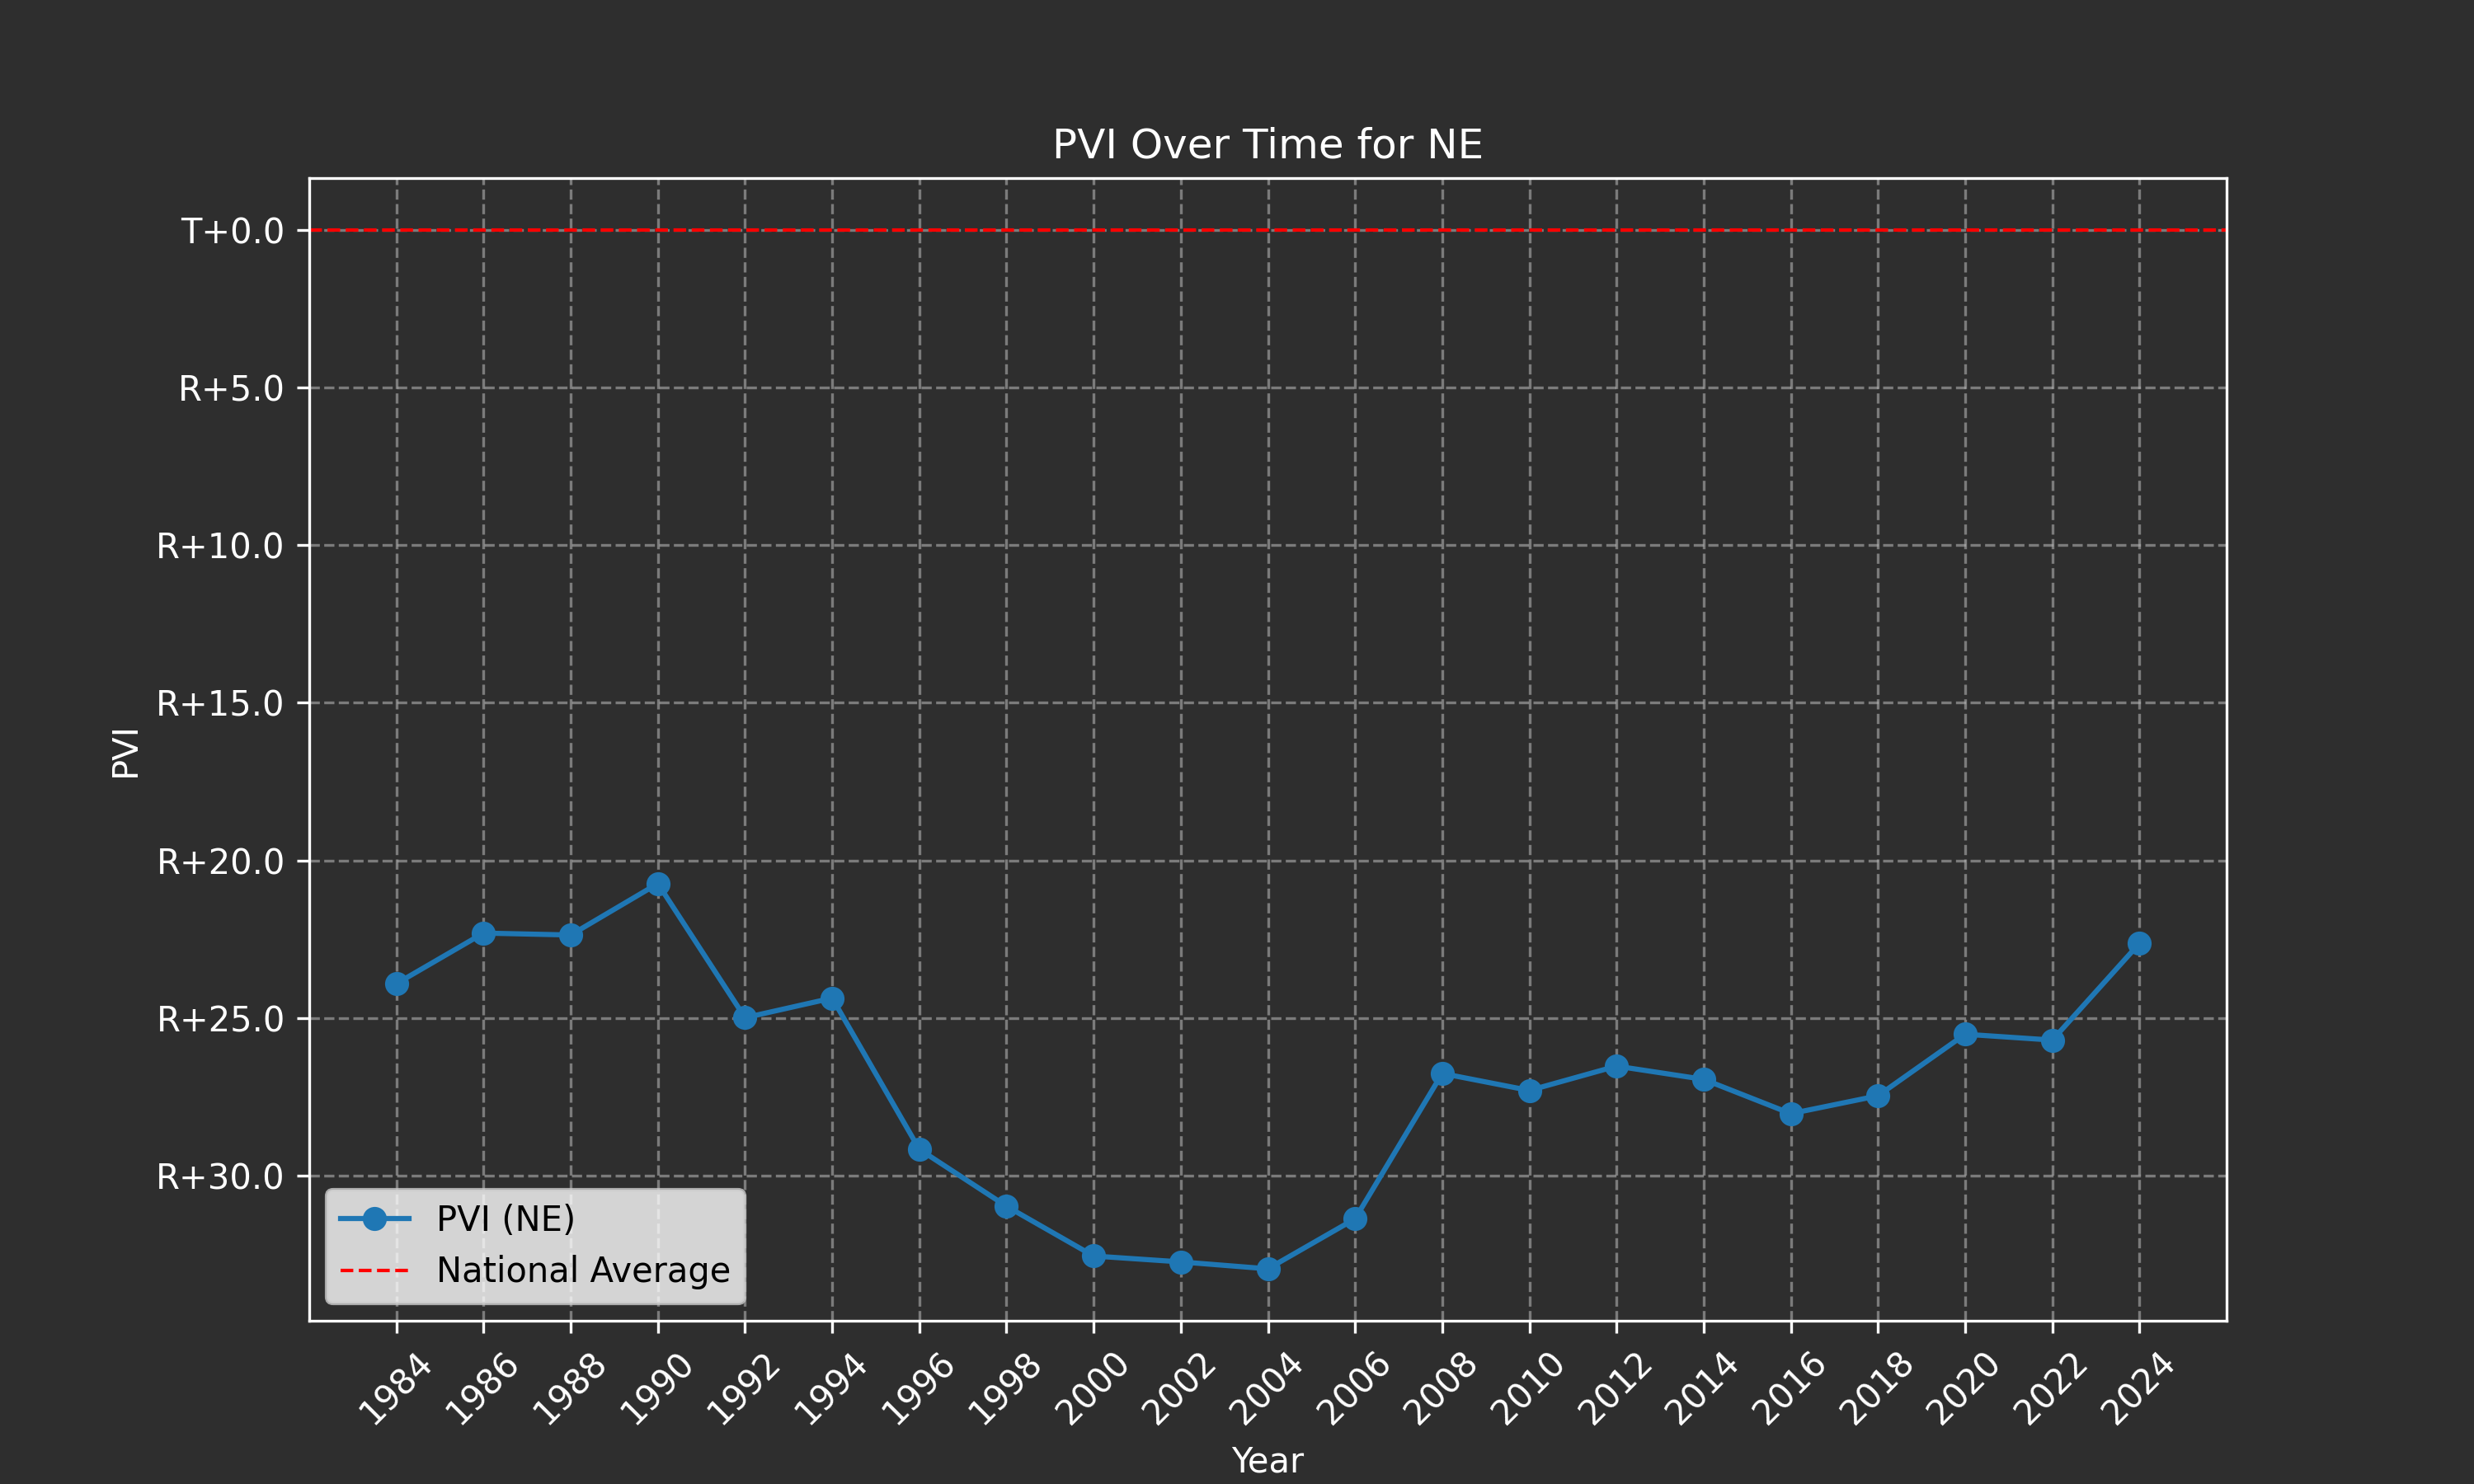 PVI Over Time for NE
T+0.0
R+5.0
R+10.0
R+15.0
R+20.0
R+25.0
R+30.0
PVI
PVI (NE)
National Average
1984
1986
1988
1990
1992
1994
1996
1998
2000
2002
2004
2006
2008
2010
2012
2014
2016
2018
2020
2022
2024
Year